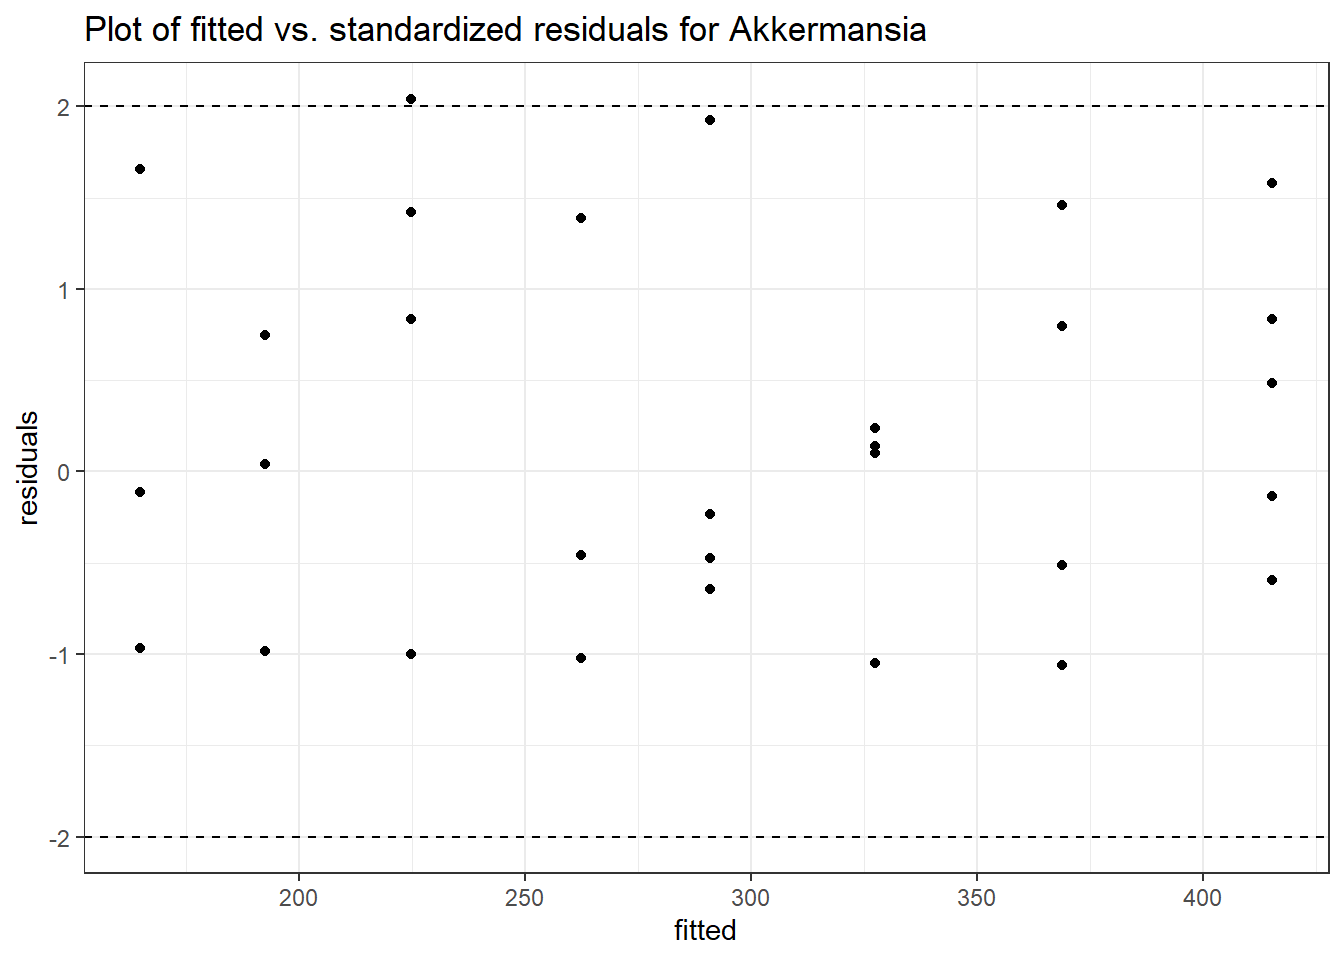 Plot of fitted vs. standardized residuals for Akkermansia
2
1
0
-1
-2
residuals
200 250 300 350 400
fitted